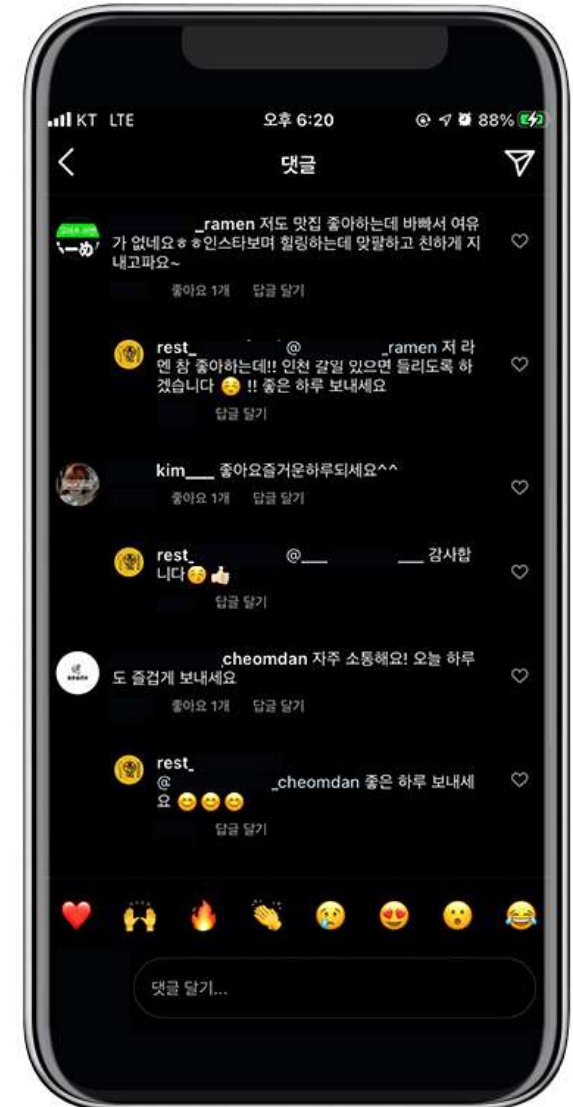 KT LTE 오후 6:20 88%
댓글
_ramen 저도 맛집 좋아하는데 바빠서 여유
가 없네요ㅎㅎ인스타보며 힐링하는데 맞팔하고 친하게 지
내고파요~
좋아요 1개 답글 달기
rest_ @ _ramen 저 라
멘 참 좋아하는데!! 인천 갈일 있으면 들리도록 하
겠습니다 ☺️ !! 좋은 하루 보내세요
답글 달기
kim___ 좋아요즐거운하루되세요^^
좋아요 1개 답글 달기
rest_ @___ ___ 감사합
니다😚👍🏻
답글 달기
_cheomdan 자주 소통해요! 오늘 하루
도 즐겁게 보내세요
좋아요 1개 답글 달기
rest_
@ _cheomdan 좋은 하루 보내세
요 😊😊😊
답글 달기
❤️ 🙌 🔥 👏 😢 😍 😮 😂
댓글 달기...